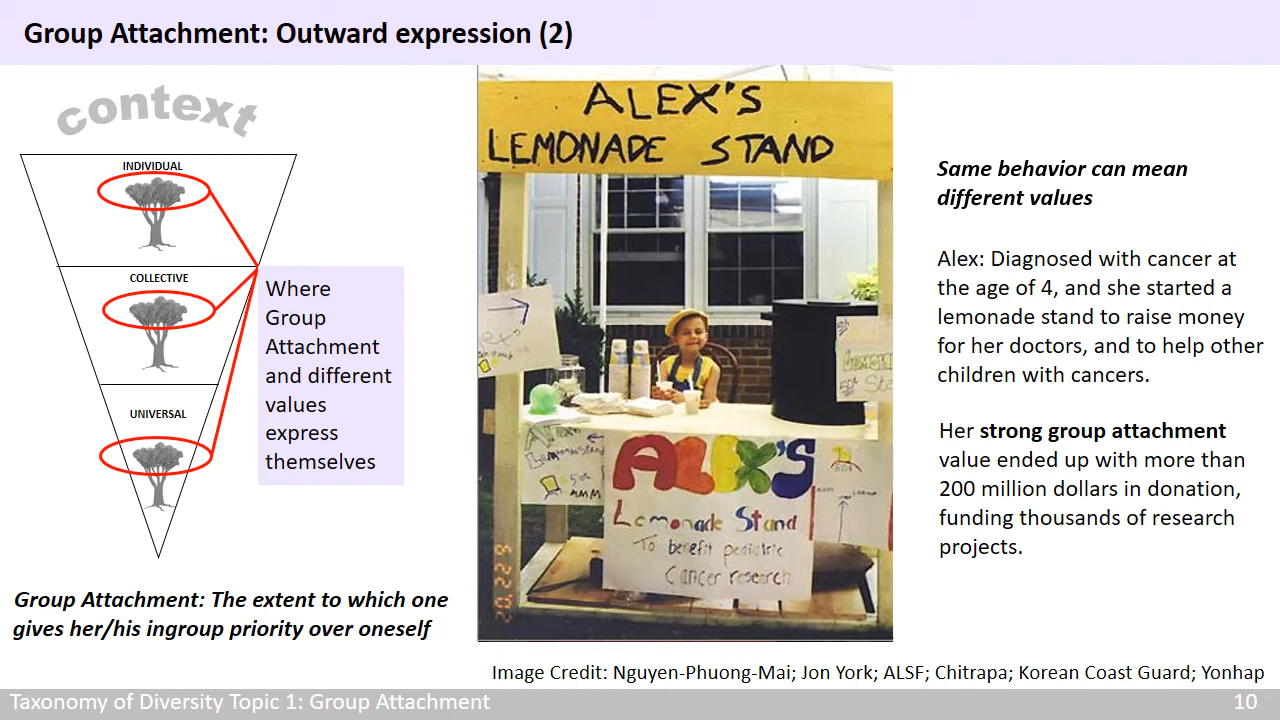 Group Attachment: Outward expression (2)
context
INDIVIDUAL
COLLECTIVE
UNIVERSAL
Where
Group
Attachment
and different
values
express
themselves
Group Attachment: The extent to which one
gives her/his ingroup priority over oneself
ALEX'S
LEMONADE STAND
ALEX'S
Lemonade Stand
To benefit pediatric
Cancer research
Same behavior can mean
different values
Alex: Diagnosed with cancer at
the age of 4, and she started a
lemonade stand to raise money
for her doctors, and to help other
children with cancers.
Her strong group attachment
value ended up with more than
200 million dollars in donation,
funding thousands of research
projects.
Image Credit: Nguyen-Phuong-Mai; Jon York; ALSF; Chitrapa; Korean Coast Guard; Yonhap
Taxonomy of Diversity Topic 1: Group Attachment
10